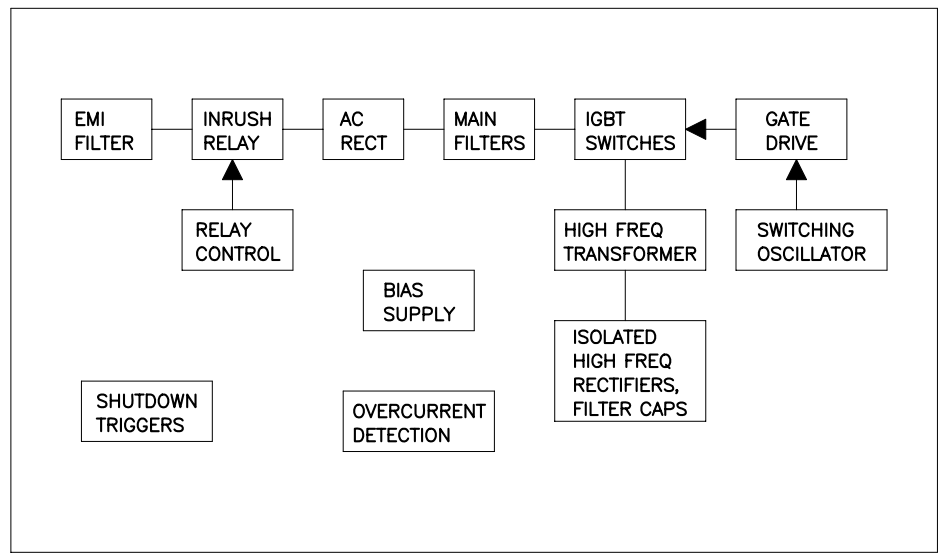 EMI
FILTER
INRUSH
RELAY
AC
RECT
MAIN
FILTERS
IGBT
SWITCHES
GATE
DRIVE
RELAY
CONTROL
HIGH FREQ
TRANSFORMER
SWITCHING
OSCILLATOR
BIAS
SUPPLY
ISOLATED
HIGH FREQ
RECTIFIERS,
FILTER CAPS
SHUTDOWN
TRIGGERS
OVERCURRENT
DETECTION